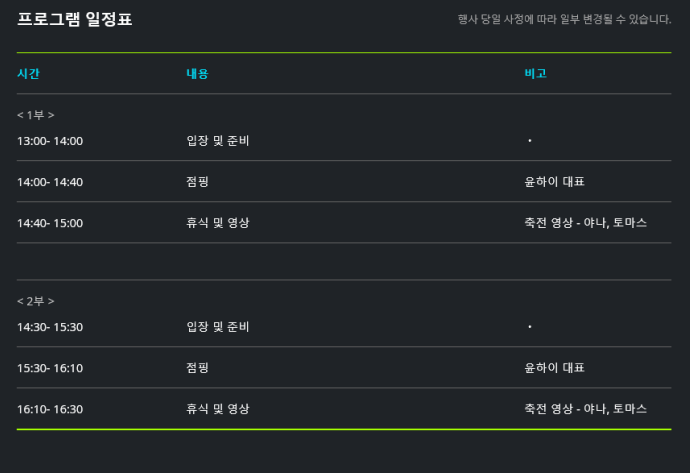 프로그램 일정표 행사 당일 사정에 따라 일부 변경될 수 있습니다.
시간 내용 비고
< 1부 >
13:00- 14:00 입장 및 준비 •
14:00- 14:40 점핑 윤하이 대표
14:40- 15:00 휴식 및 영상 축전 영상 - 야나, 토마스
< 2부 >
14:30- 15:30 입장 및 준비 •
15:30- 16:10 점핑 윤하이 대표
16:10- 16:30 휴식 및 영상 축전 영상 - 야나, 토마스